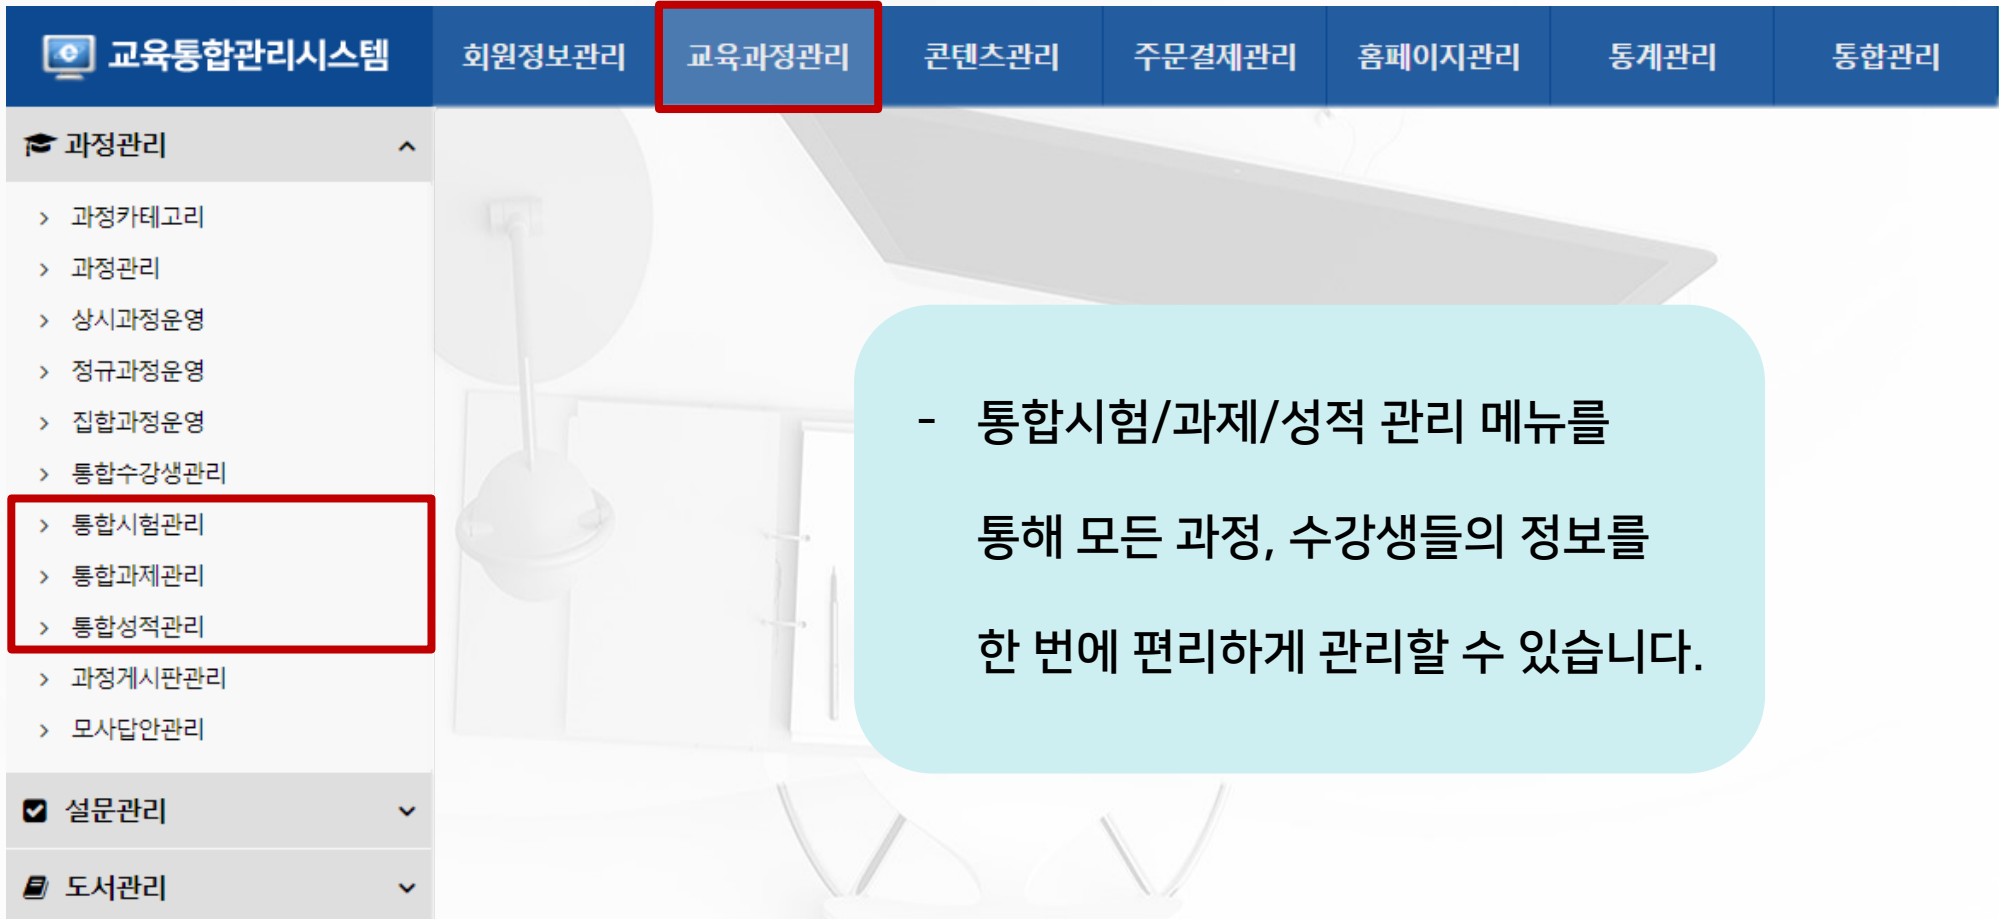 교육통합관리시스템 회원정보관리 교육과정관리 콘텐츠관리 주문결제관리 홈페이지관리 통계관리 통합관리
과정관리
> 과정카테고리
> 과정관리
> 상시과정운영
> 정규과정운영
> 집합과정운영
> 통합수강생관리
> 통합시험관리
> 통합과제관리
> 통합성적관리
> 과정게시판관리
> 모사답안관리
설문관리
도서관리
- 통합시험/과제/성적 관리 메뉴를
통해 모든 과정, 수강생들의 정보를
한 번에 편리하게 관리할 수 있습니다.